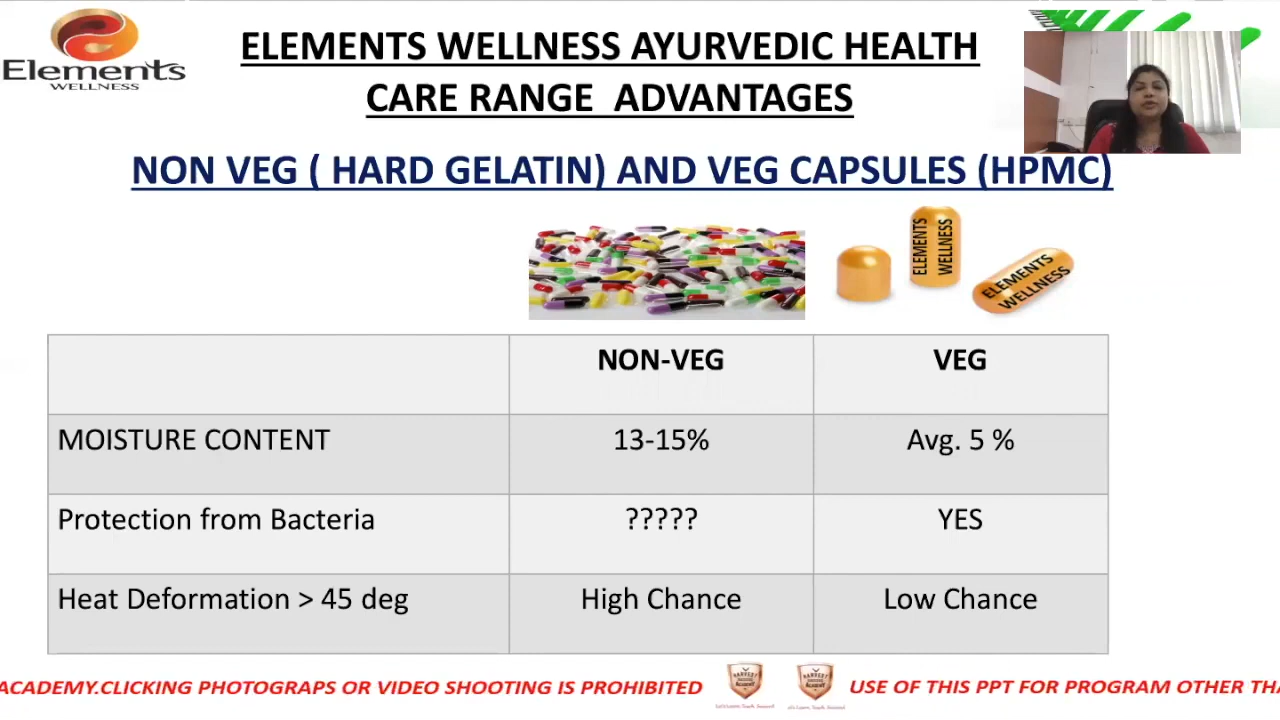 Elements
WELLNESS
ELEMENTS WELLNESS AYURVEDIC HEALTH
CARE RANGE ADVANTAGES
NON VEG ( HARD GELATIN) AND VEG CAPSULES (HPMC)
ELEMENTS
WELLNESS
ELEMENTS
WELLNESS
NON-VEG VEG
MOISTURE CONTENT 13-15% Avg. 5 %
Protection from Bacteria ????? YES
Heat Deformation > 45 deg High Chance Low Chance
ACADEMY.CLICKING PHOTOGRAPS OR VIDEO SHOOTING IS PROHIBITED USE OF THIS PPT FOR PROGRAM OTHER THA